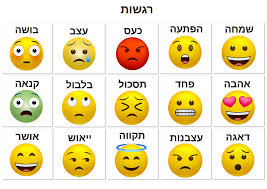 רגשות
שמחה הפתעה כעס עצב בושה
אהבה פחד תסכול בלבול קנאה
דאגה עצבנות תקווה ייאוש אושר